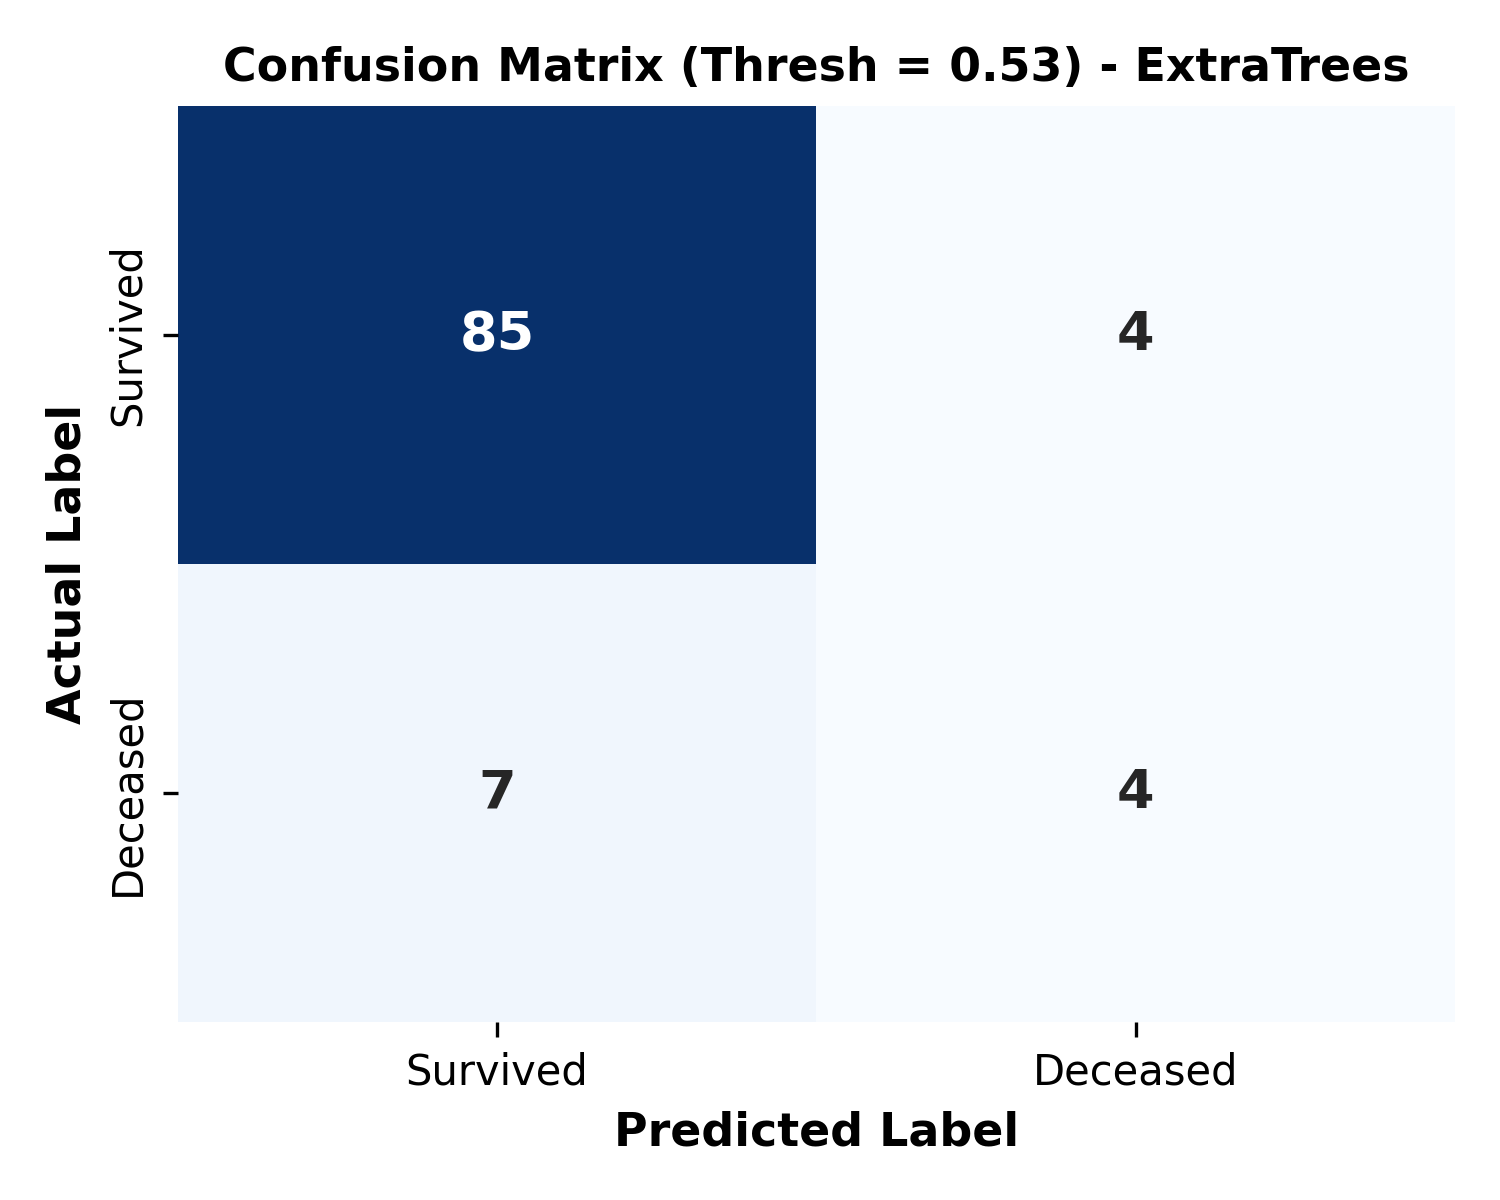 Confusion Matrix (Thresh = 0.53) - ExtraTrees
Actual Label
Survived
85
4
Deceased
7
4
Survived
Deceased
Predicted Label